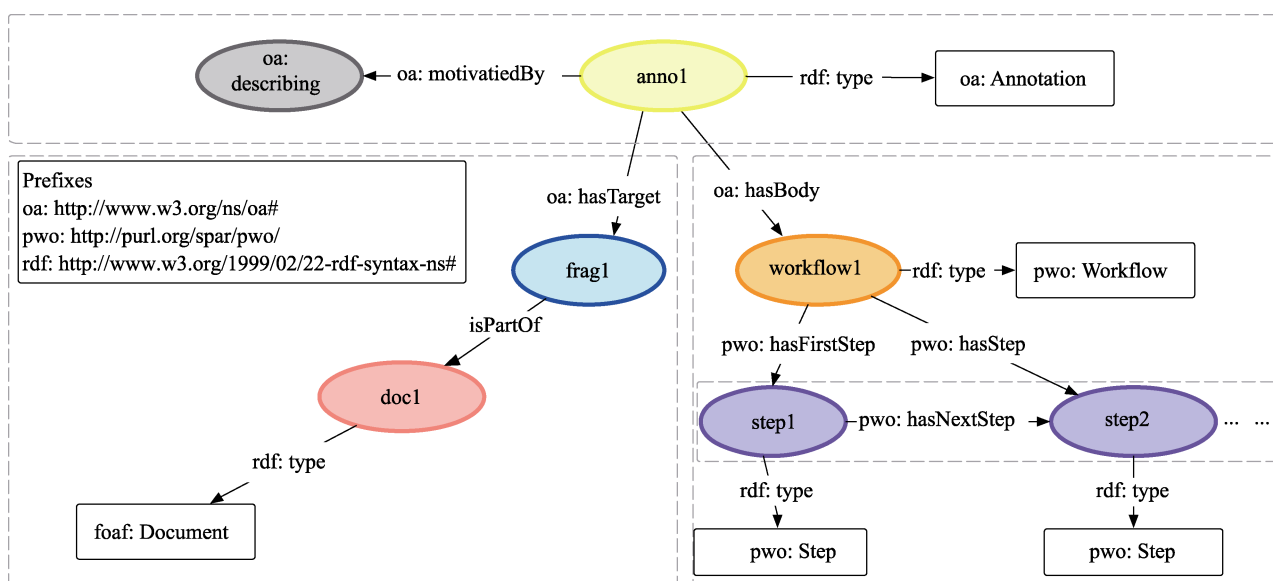 oa:
describing
oa: motivatiedBy
anno1
rdf: type
oa: Annotation
Prefixes
oa: http://www.w3.org/ns/oa#
pwo: http://purl.org/spar/pwo/
rdf: http://www.w3.org/1999/02/22-rdf-syntax-ns#
oa: hasTarget
oa: hasBody
frag1
workflow1
rdf: type
pwo: Workflow
isPartOf
pwo: hasFirstStep
pwo: hasStep
doc1
step1
pwo: hasNextStep
step2
... ...
rdf: type
rdf: type
rdf: type
foaf: Document
pwo: Step
pwo: Step